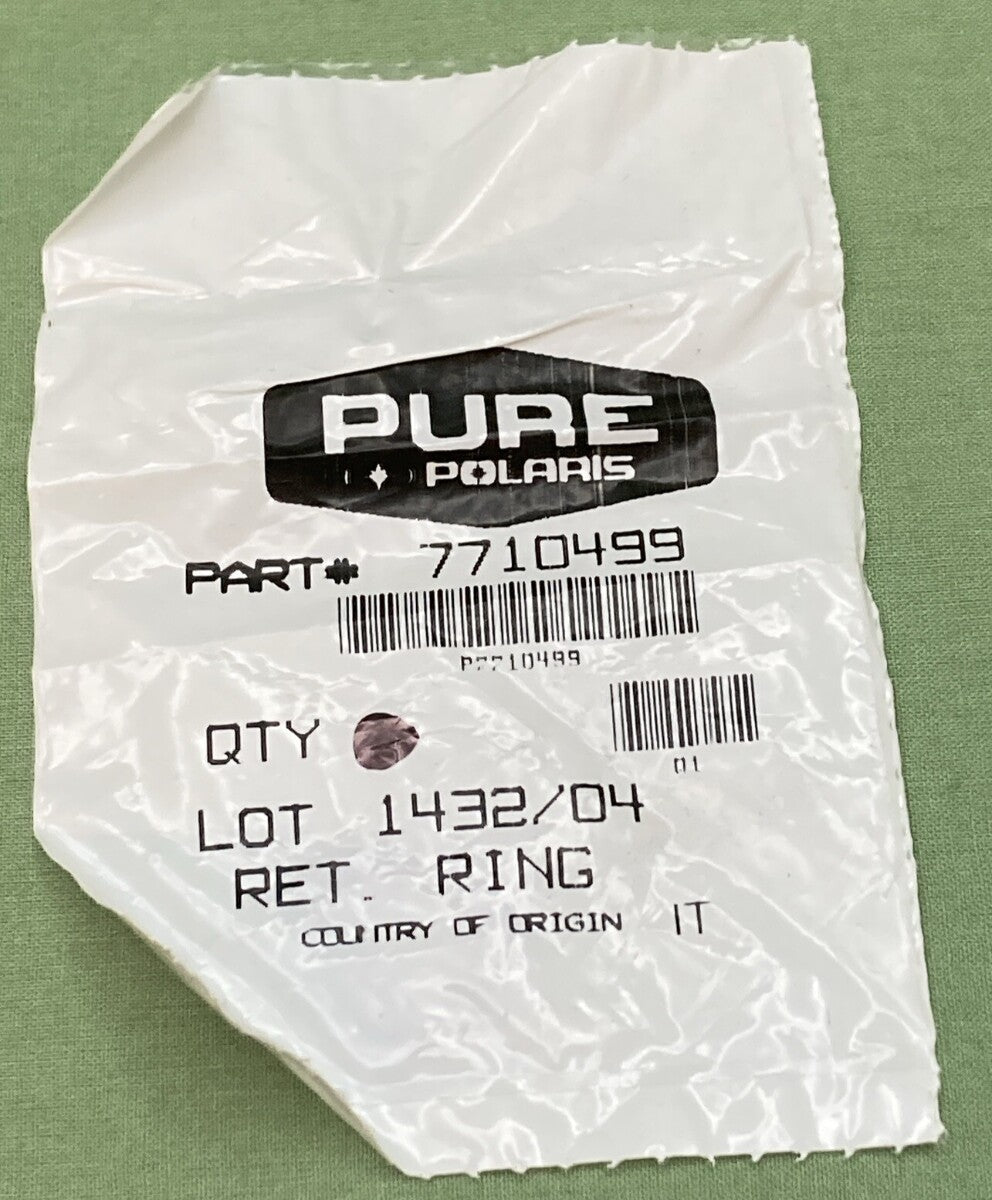 PURE
POLARIS
PART# 7710499
P7710499
QTY
01
LOT 1432/04
RET. RING
COUNTRY OF ORIGIN IT